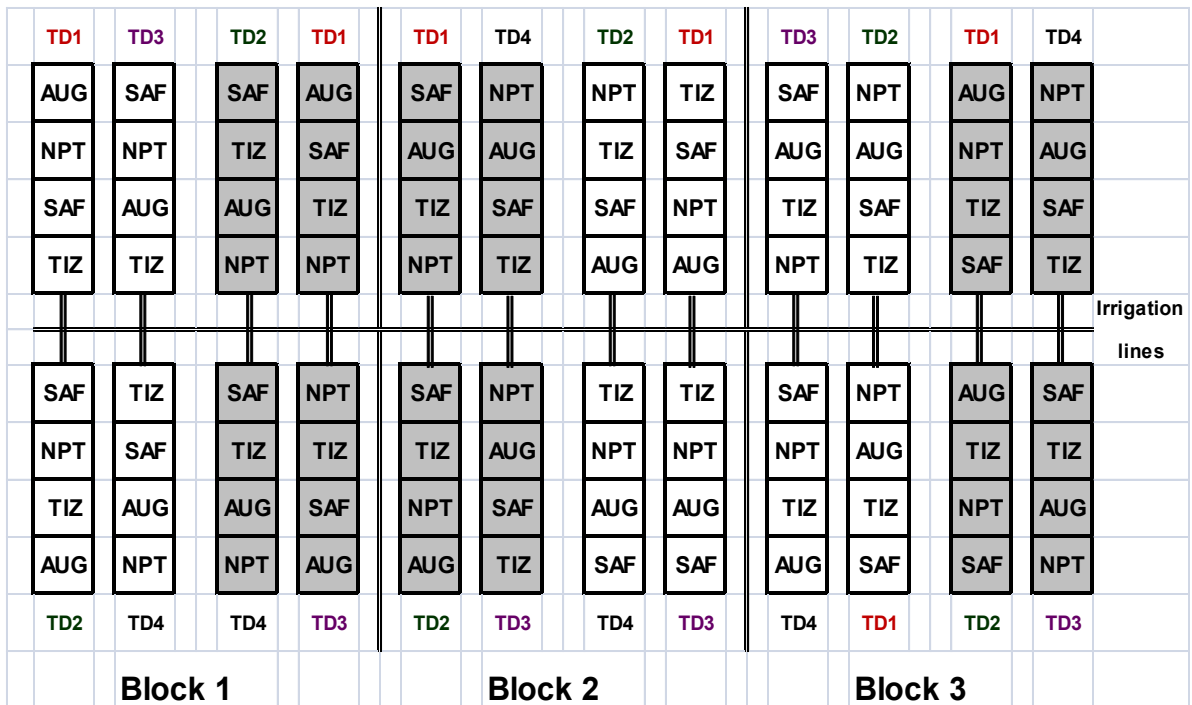 TD1 TD3 TD2 TD1 TD1 TD4 TD2 TD1 TD3 TD2 TD1 TD4
AUG SAF SAF AUG SAF NPT NPT TIZ SAF NPT AUG NPT
NPT NPT TIZ SAF AUG AUG TIZ SAF AUG AUG NPT AUG
SAF AUG AUG TIZ TIZ SAF SAF NPT TIZ SAF TIZ SAF
TIZ TIZ NPT NPT NPT TIZ AUG AUG NPT TIZ SAF TIZ
Irrigation
lines
SAF TIZ SAF NPT SAF NPT TIZ TIZ SAF NPT AUG SAF
NPT SAF TIZ TIZ TIZ AUG NPT NPT NPT AUG TIZ TIZ
TIZ AUG AUG SAF NPT SAF AUG AUG TIZ TIZ NPT AUG
AUG NPT NPT AUG AUG TIZ SAF SAF AUG SAF SAF NPT
TD2 TD4 TD4 TD3 TD2 TD3 TD4 TD3 TD4 TD1 TD2 TD3
Block 1 Block 2 Block 3